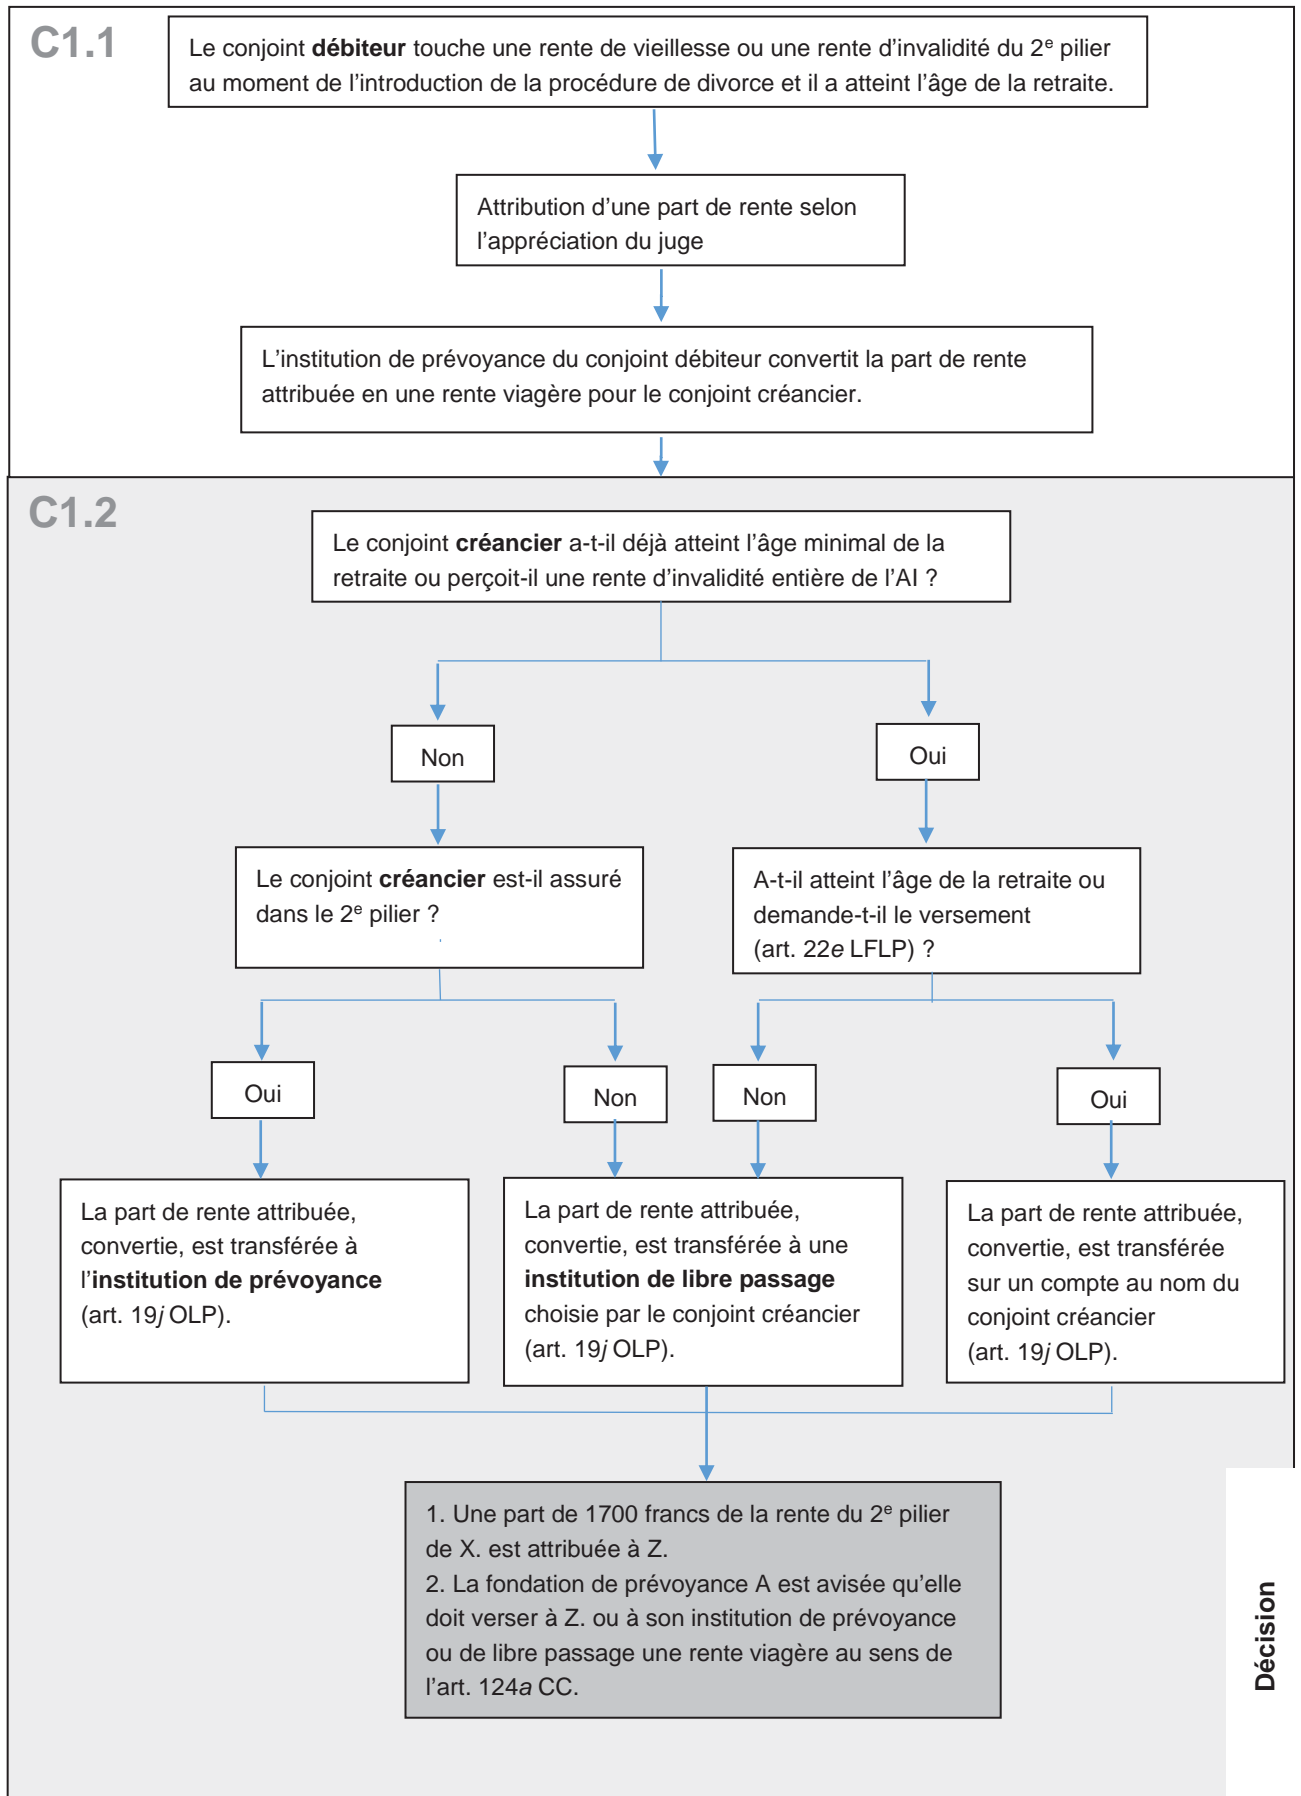 C1.1
Le conjoint débiteur touche une rente de vieillesse ou une rente d’invalidité du 2e pilier
au moment de l’introduction de la procédure de divorce et il a atteint l’âge de la retraite.
Attribution d’une part de rente selon
l’appréciation du juge
L’institution de prévoyance du conjoint débiteur convertit la part de rente
attribuée en une rente viagère pour le conjoint créancier.
C1.2
Le conjoint créancier a-t-il déjà atteint l’âge minimal de la
retraite ou perçoit-il une rente d’invalidité entière de l’AI ?
Non
Oui
Le conjoint créancier est-il assuré
dans le 2e pilier ?
A-t-il atteint l’âge de la retraite ou
demande-t-il le versement
(art. 22e LFLP) ?
Oui
Non
Non
Oui
La part de rente attribuée,
convertie, est transférée à
l’institution de prévoyance
(art. 19j OLP).
La part de rente attribuée,
convertie, est transférée à une
institution de libre passage
choisie par le conjoint créancier
(art. 19j OLP).
La part de rente attribuée,
convertie, est transférée
sur un compte au nom du
conjoint créancier
(art. 19j OLP).
1. Une part de 1700 francs de la rente du 2e pilier
de X. est attribuée à Z.
2. La fondation de prévoyance A est avisée qu’elle
doit verser à Z. ou à son institution de prévoyance
ou de libre passage une rente viagère au sens de
l’art. 124a CC.
Décision